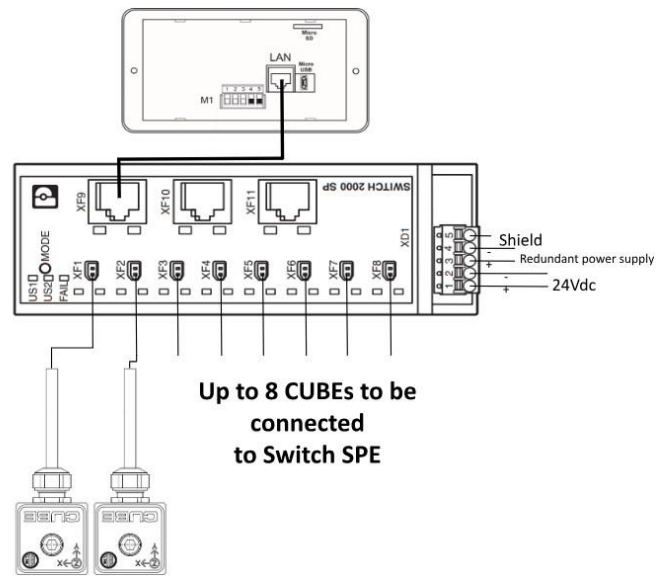 Micro
SD
LAN
Micro
USB
1 2 3 4 5
M1
SWITCH 2000 SP
XF9
XF10
XF11
XD1
MODE
US1
US2
FAIL
XF1
XF2
XF3
XF4
XF5
XF6
XF7
XF8
5
4
3
2
1
Shield
-
Redundant power supply
+
-
24Vdc
+
Up to 8 CUBEs to be
connected
to Switch SPE
CUBE
CUBE
X
Z
X
Z